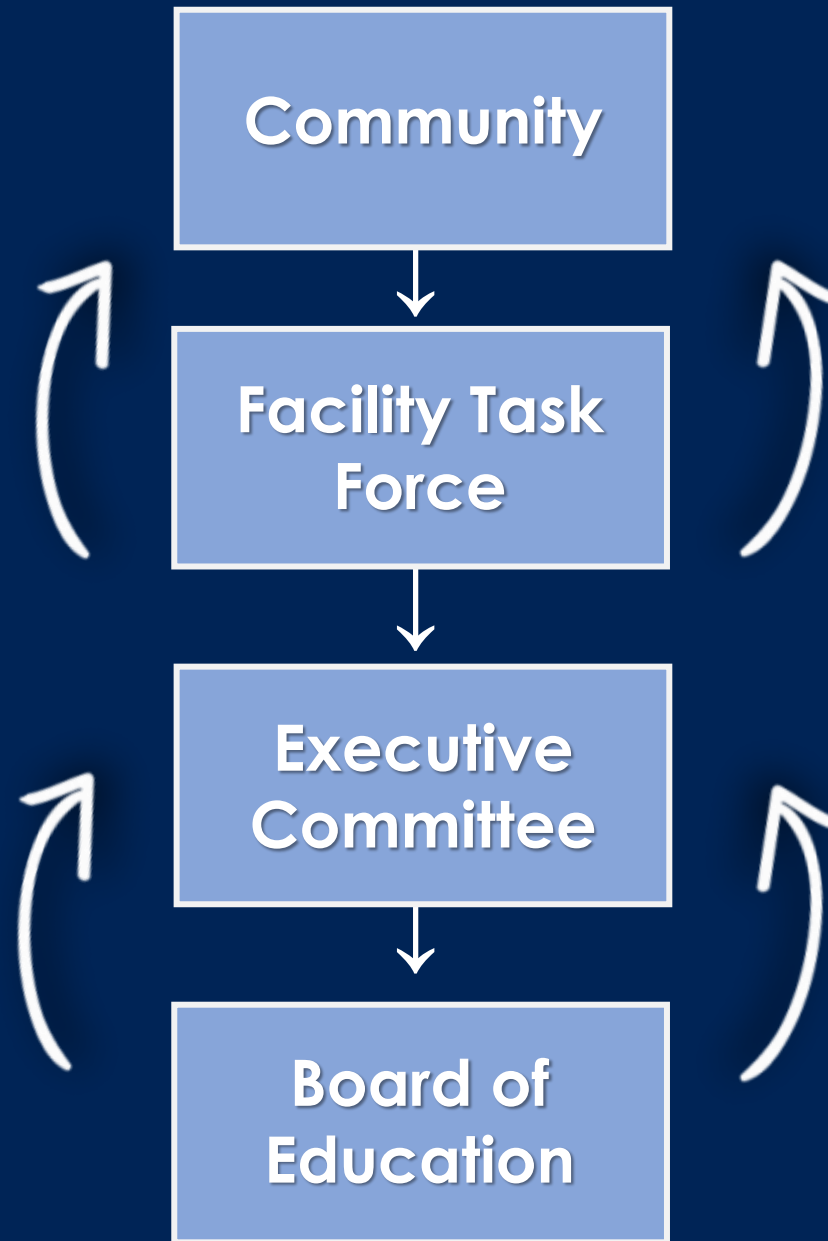 Community
Facility Task
Force
Executive
Committee
Board of
Education